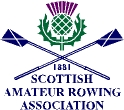 1881
SCOTTISH
AMATEUR ROWING
ASSOCIATION